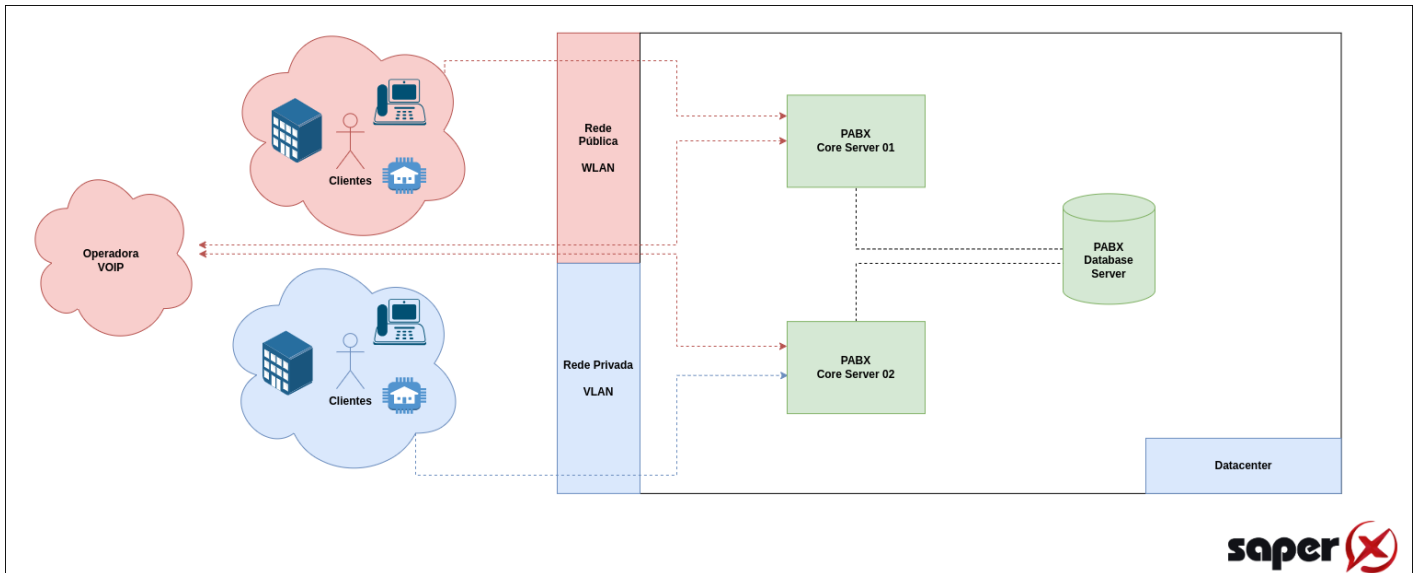 Clientes
Operadora
VOIP
Clientes
Rede
Pública
WLAN
Rede Privada
VLAN
PABX
Core Server 01
PABX
Core Server 02
PABX
Database
Server
Datacenter
saper X